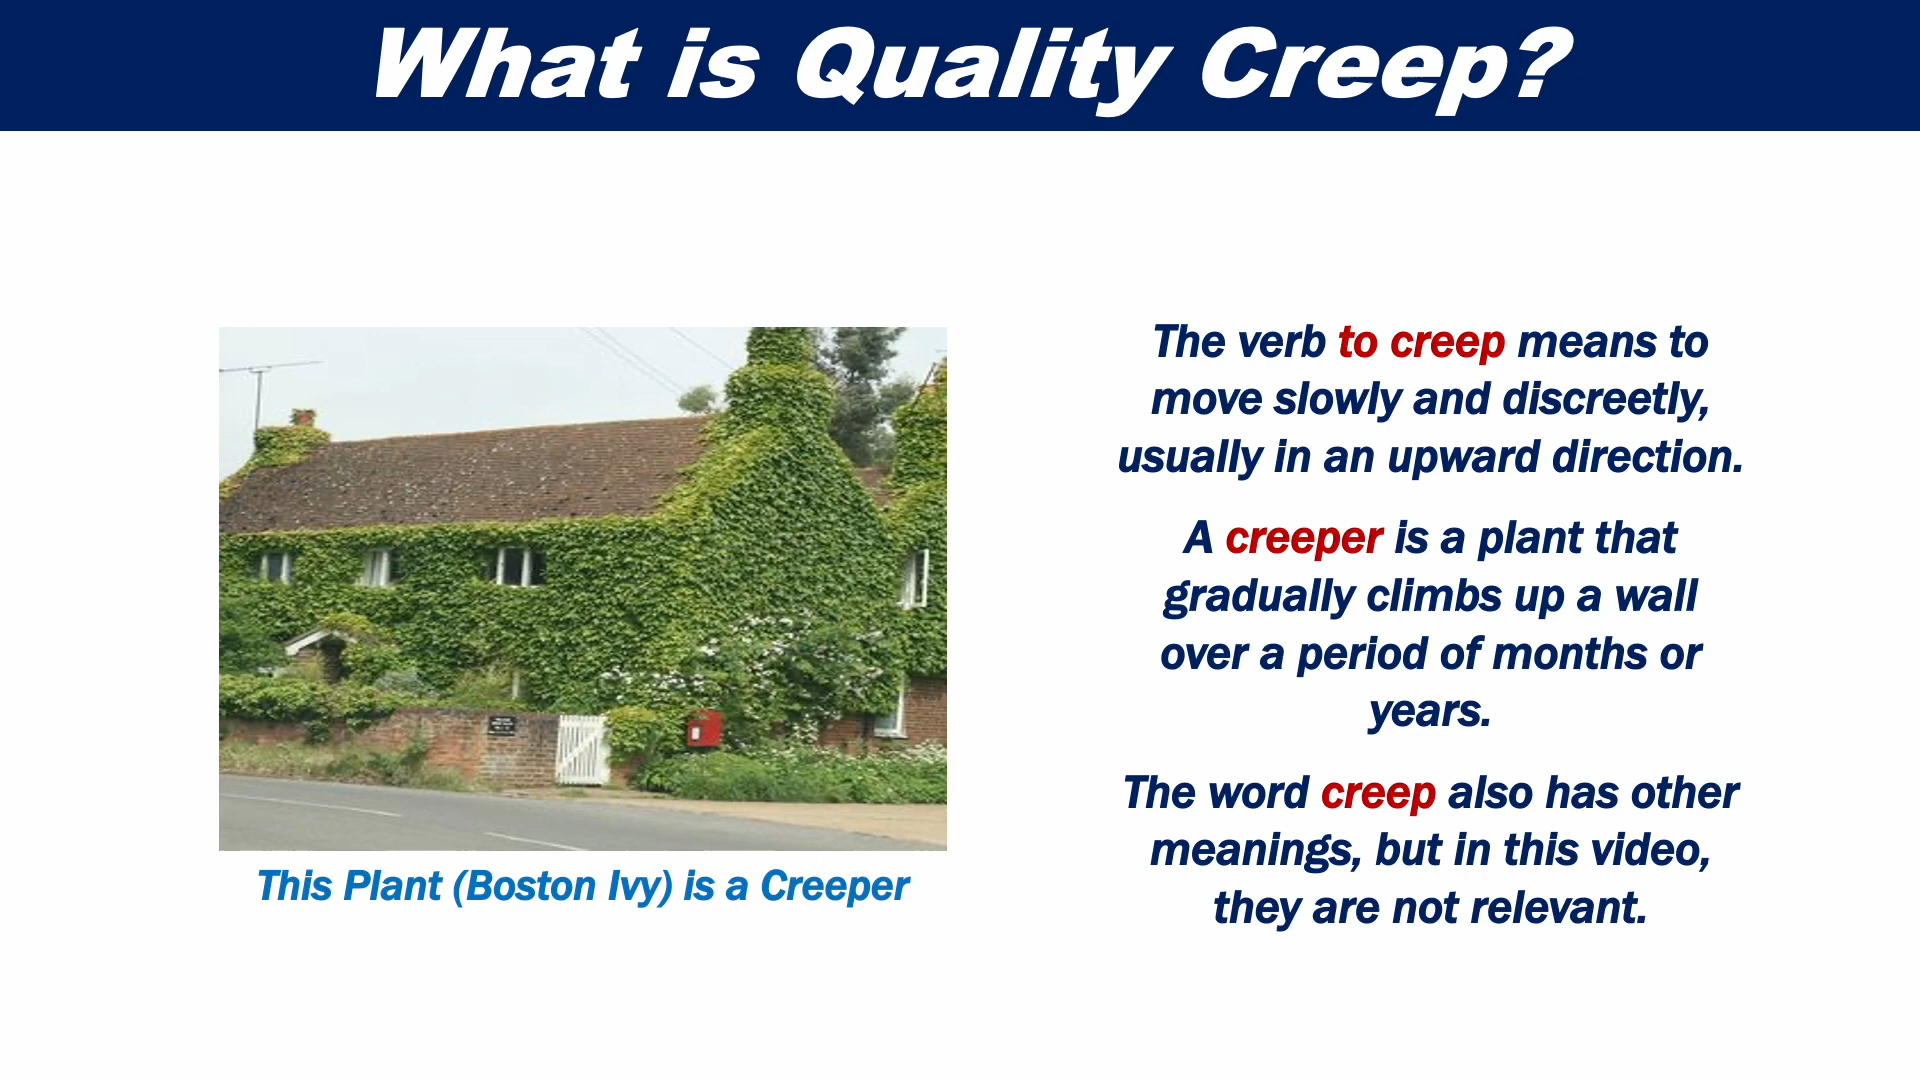 What is Quality Creep?
The verb to creep means to
move slowly and discreetly,
usually in an upward direction.
A creeper is a plant that
gradually climbs up a wall
over a period of months or
years.
The word creep also has other
meanings, but in this video,
they are not relevant.
This Plant (Boston Ivy) is a Creeper